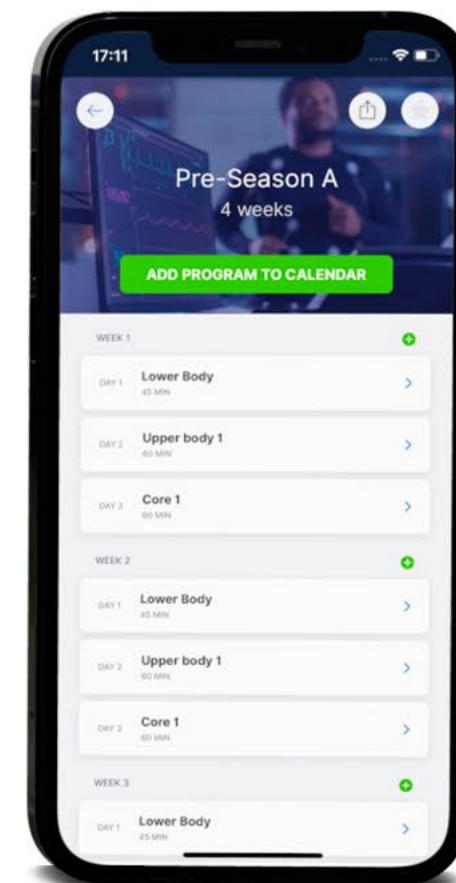 17:11
Pre-Season A
4 weeks
ADD PROGRAM TO CALENDAR
WEEK 1
DAY 1
Lower Body
45 MIN
DAY 2
Upper body 1
60 MIN
DAY 3
Core 1
60 MIN
WEEK 2
DAY 1
Lower Body
45 MIN
DAY 2
Upper body 1
60 MIN
DAY 3
Core 1
60 MIN
WEEK 3
DAY 1
Lower Body
45 MIN